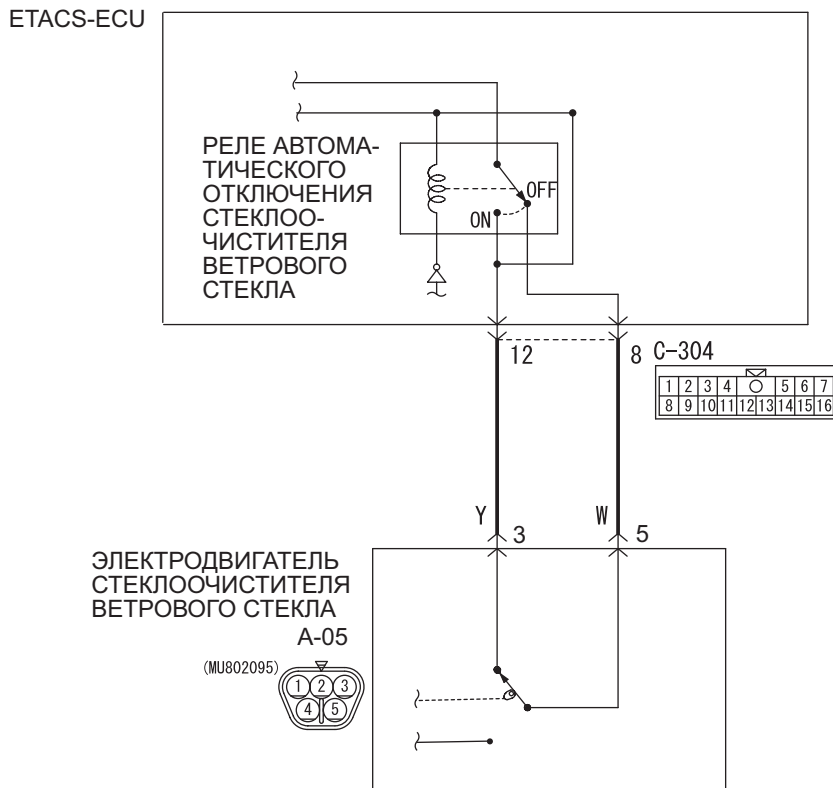 ETACS-ECU
РЕЛЕ АВТОМА-
ТИЧЕСКОГО
ОТКЛЮЧЕНИЯ
СТЕКЛОО-
ЧИСТИТЕЛЯ
ВЕТРОВОГО
СТЕКЛА
OFF
ON
12
8 C-304
1 2 3 4 5 6 7
8 9 10 11 12 13 14 15 16
Y
W
3
5
ЭЛЕКТРОДВИГАТЕЛЬ
СТЕКЛООЧИСТИТЕЛЯ
ВЕТРОВОГО СТЕКЛА
A-05
(MU802095)
1 2 3
4 5